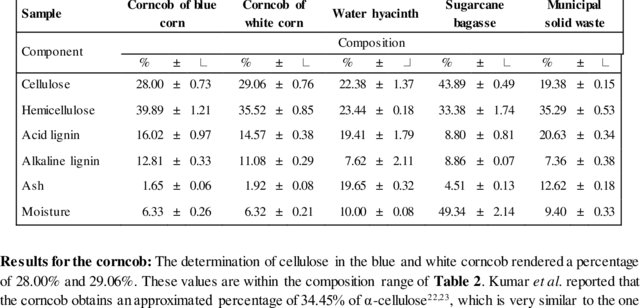 Sample Corncob of blue corn Corncob of white corn Water hyacinth Sugarcane bagasse Municipal solid waste
Component Composition
% ± ∟ % ± ∟ % ± ∟ % ± ∟ % ± ∟
Cellulose 28.00 ± 0.73 29.06 ± 0.76 22.38 ± 1.37 43.89 ± 0.49 19.38 ± 0.15
Hemicellulose 39.89 ± 1.21 35.52 ± 0.85 23.44 ± 0.18 33.38 ± 1.74 35.29 ± 0.53
Acid lignin 16.02 ± 0.97 14.57 ± 0.38 19.41 ± 1.79 8.80 ± 0.81 20.63 ± 0.34
Alkaline lignin 12.81 ± 0.33 11.08 ± 0.29 7.62 ± 2.11 8.86 ± 0.07 7.36 ± 0.38
Ash 1.65 ± 0.06 1.92 ± 0.08 19.65 ± 0.32 4.51 ± 0.13 12.62 ± 0.18
Moisture 6.33 ± 0.26 6.32 ± 0.21 10.00 ± 0.08 49.34 ± 2.14 9.40 ± 0.33
Results for the corncob: The determination of cellulose in the blue and white corncob rendered a percentage
of 28.00% and 29.06%. These values are within the composition range of Table 2. Kumar et al. reported that
the corncob obtains an approximated percentage of 34.45% of α-cellulose22,23, which is very similar to the one